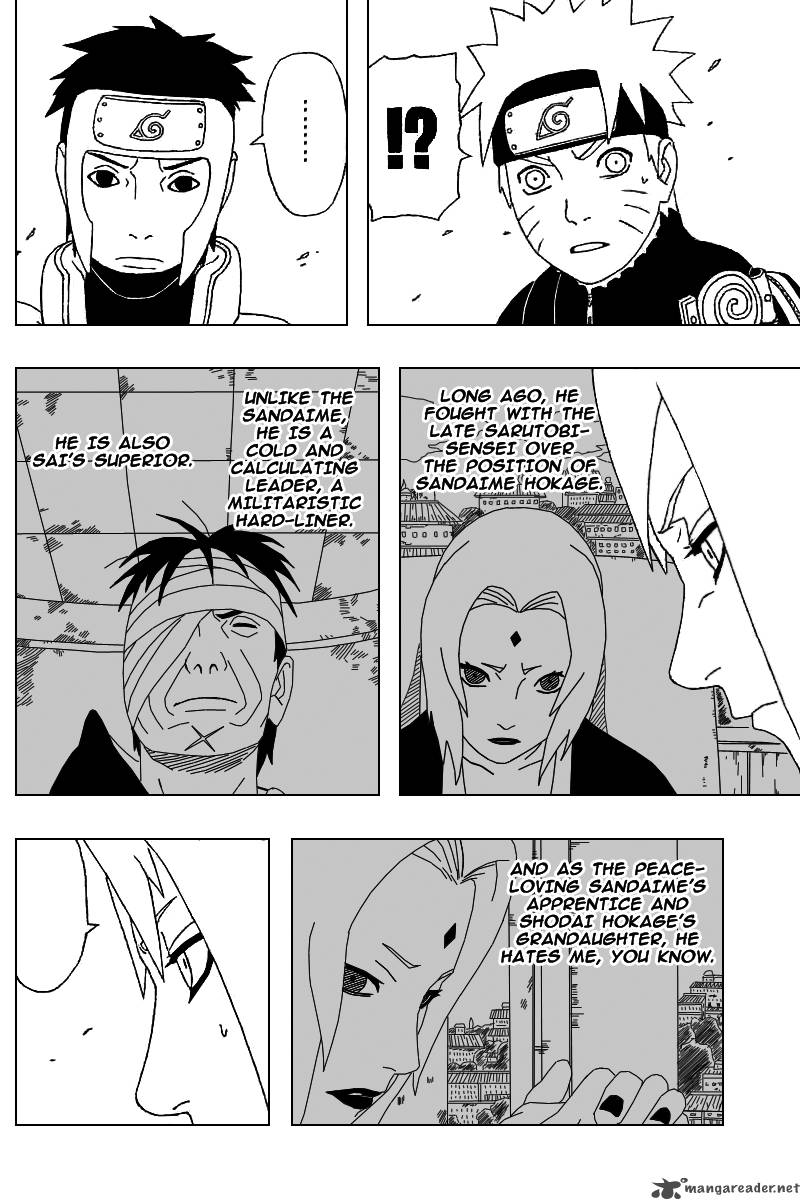 !?
........
LONG AGO, HE
FOUGHT WITH THE
LATE SARUTOBI-
SENSEI OVER
THE POSITION OF
SANDAIME HOKAGE.
UNLIKE THE
SANDAIME,
HE IS A
COLD AND
CALCULATING
LEADER, A
MILITARISTIC
HARD-LINER.
HE IS ALSO
SAI'S SUPERIOR.
AND AS THE PEACE-
LOVING SANDAIME'S
APPRENTICE AND
SHODAI HOKAGE'S
GRANDAUGHTER, HE
HATES ME, YOU KNOW.
mangareader.net